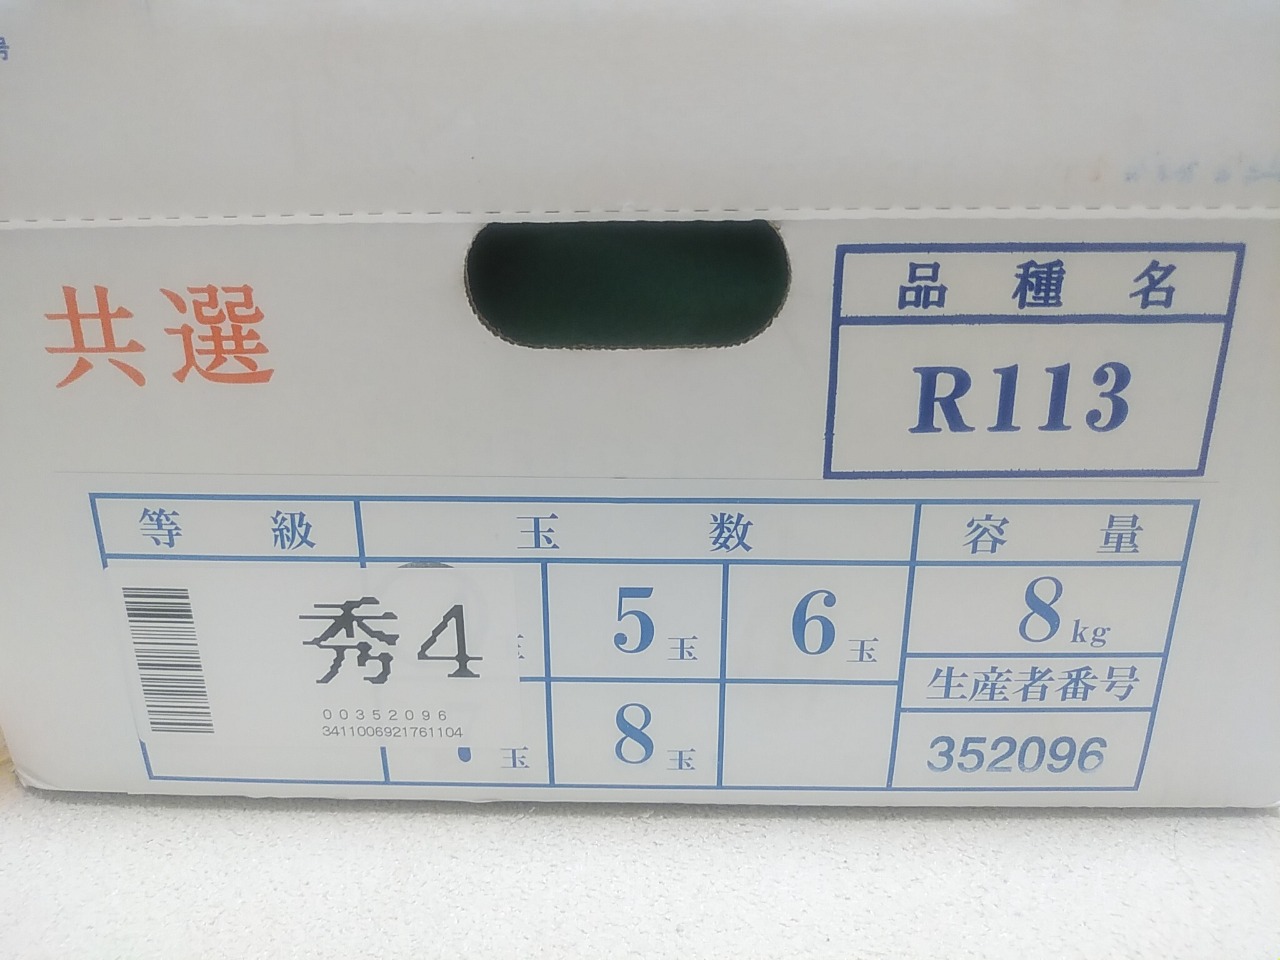 号
共選
品種名
R113
等級 玉数 容量
秀4
5玉 6玉 8kg
生産者番号
00352096
3411006921761104
玉 8玉 352096